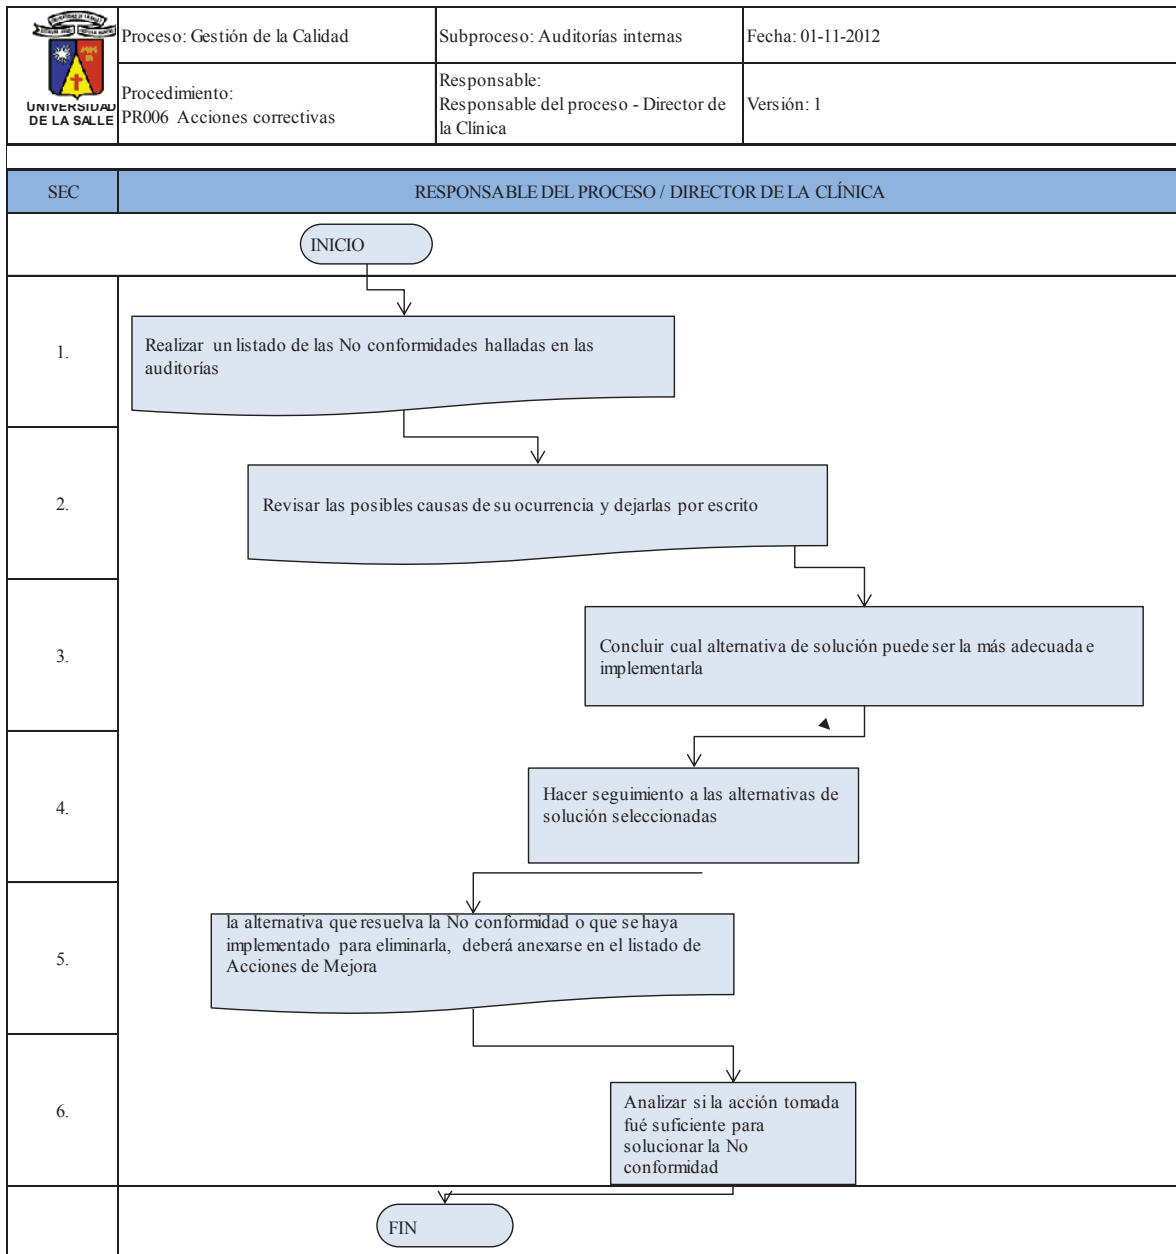 UNIVERSIDAD
DE LA SALLE
Proceso: Gestión de la Calidad
Subproceso: Auditorías internas
Fecha: 01-11-2012
Procedimiento:
PR006 Acciones correctivas
Responsable:
Responsable del proceso - Director de
la Clínica
Versión: 1
SEC
RESPONSABLE DEL PROCESO / DIRECTOR DE LA CLÍNICA
INICIO
1.
Realizar un listado de las No conformidades halladas en las
auditorías
2.
Revisar las posibles causas de su ocurrencia y dejarlas por escrito
3.
Concluir cual alternativa de solución puede ser la más adecuada e
implementarla
4.
Hacer seguimiento a las alternativas de
solución seleccionadas
5.
la alternativa que resuelva la No conformidad o que se haya
implementado para eliminarla, deberá anexarse en el listado de
Acciones de Mejora
6.
Analizar si la acción tomada
fué suficiente para
solucionar la No
conformidad
FIN